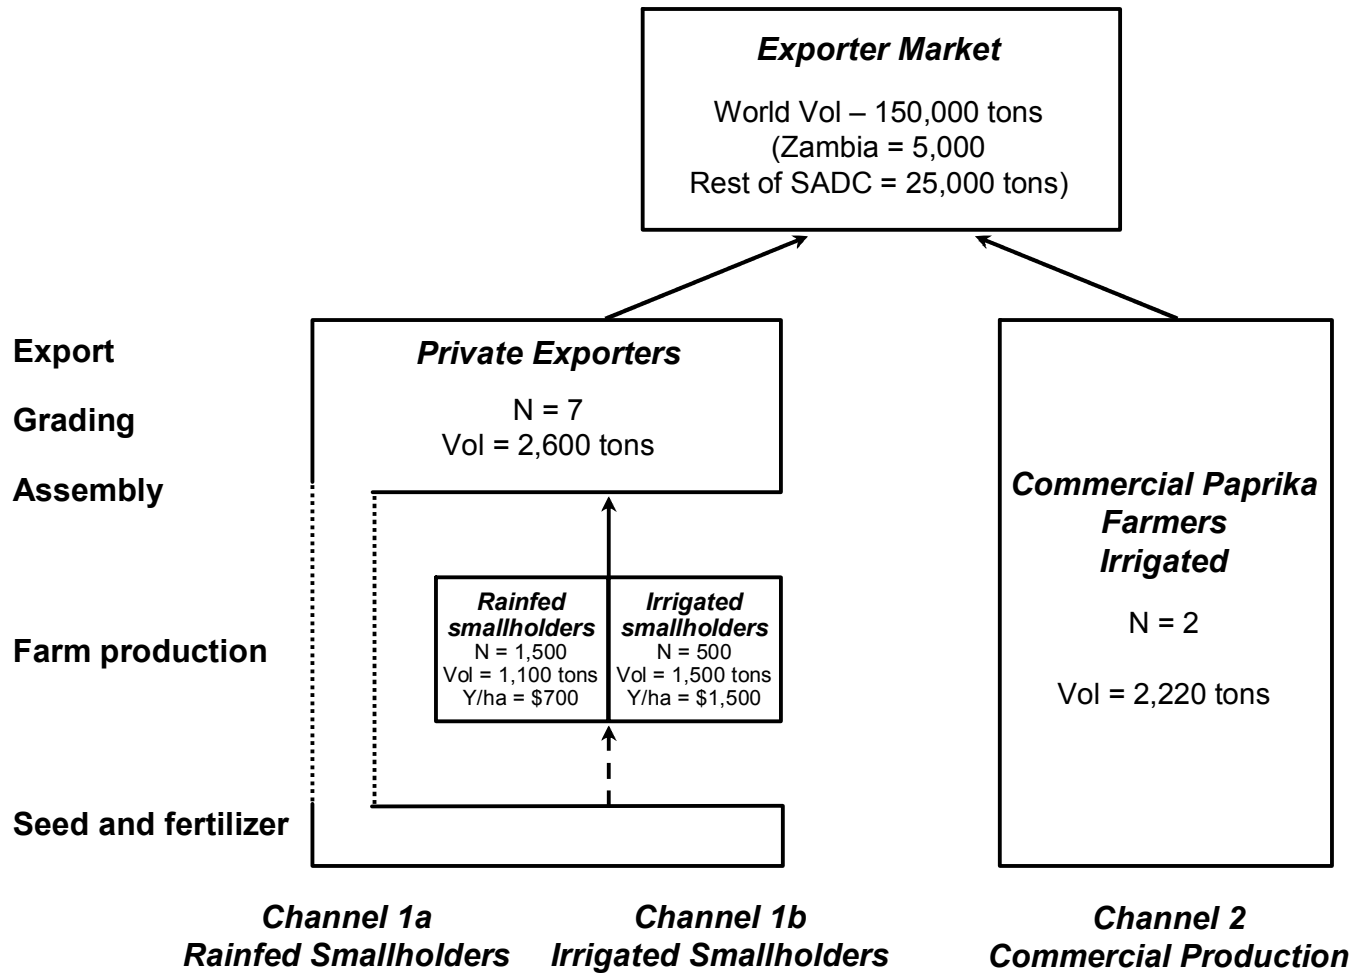 Exporter Market
World Vol – 150,000 tons
(Zambia = 5,000
Rest of SADC = 25,000 tons)
Export
Grading
Assembly
Farm production
Seed and fertilizer
Private Exporters
N = 7
Vol = 2,600 tons
Rainfed
smallholders
N = 1,500
Vol = 1,100 tons
Y/ha = $700
Irrigated
smallholders
N = 500
Vol = 1,500 tons
Y/ha = $1,500
Commercial Paprika
Farmers
Irrigated
N = 2
Vol = 2,220 tons
Channel 1a
Rainfed Smallholders
Channel 1b
Irrigated Smallholders
Channel 2
Commercial Production